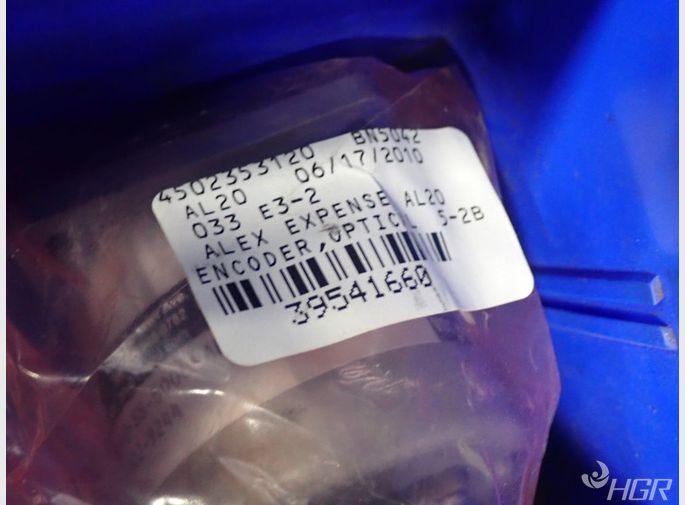 4502353120 BN5042
AL20 06/17/2010
033 E3-2
ALEX EXPENSE AL20
ENCODER,OPTICL 5-2B
39541660
HGR